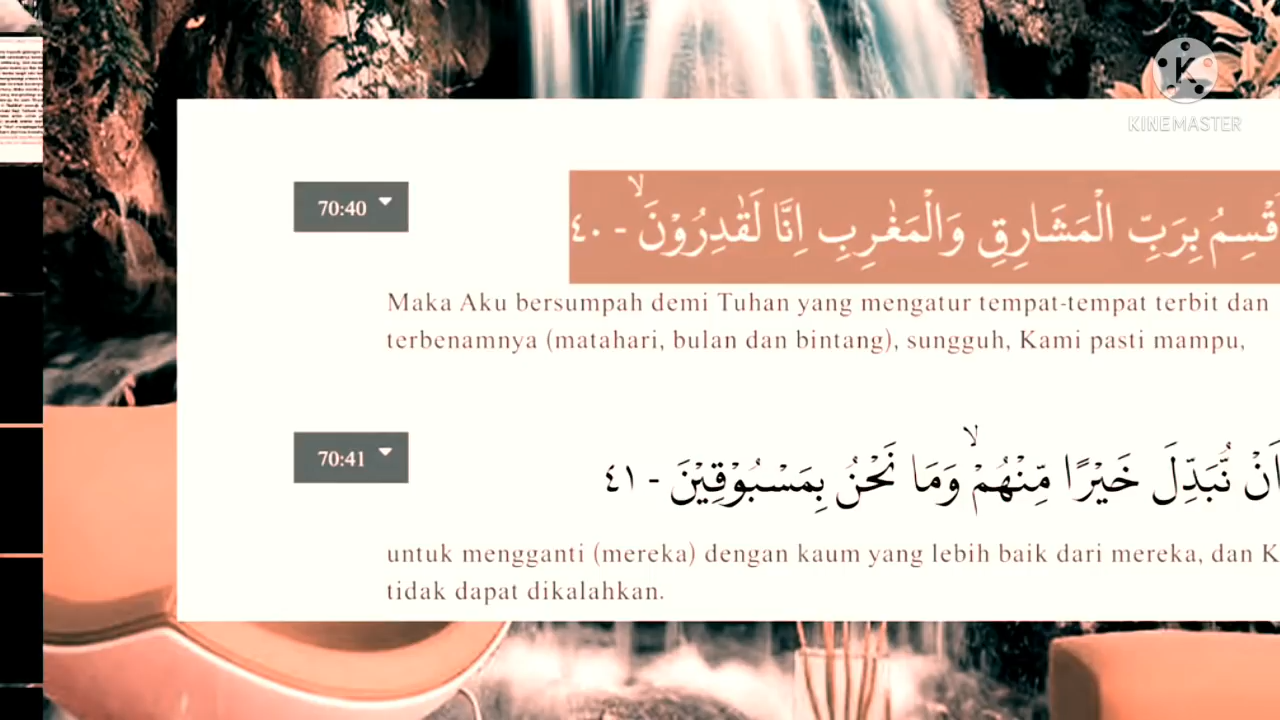 KINEMASTER
70:40
قْسِمُ بِرَبِّ الْمَشَارِقِ وَالْمَغٰرِبِ اِنَّا لَقٰدِرُوْنَۙ - ٤٠
Maka Aku bersumpah demi Tuhan yang mengatur tempat-tempat terbit dan
terbenamnya (matahari, bulan dan bintang), sungguh, Kami pasti mampu,
70:41
اَنْ نُّبَدِّلَ خَيْرًا مِّنْهُمْۙ وَمَا نَحْنُ بِمَسْبُوْقِيْنَ - ٤١
untuk mengganti (mereka) dengan kaum yang lebih baik dari mereka, dan K
tidak dapat dikalahkan.